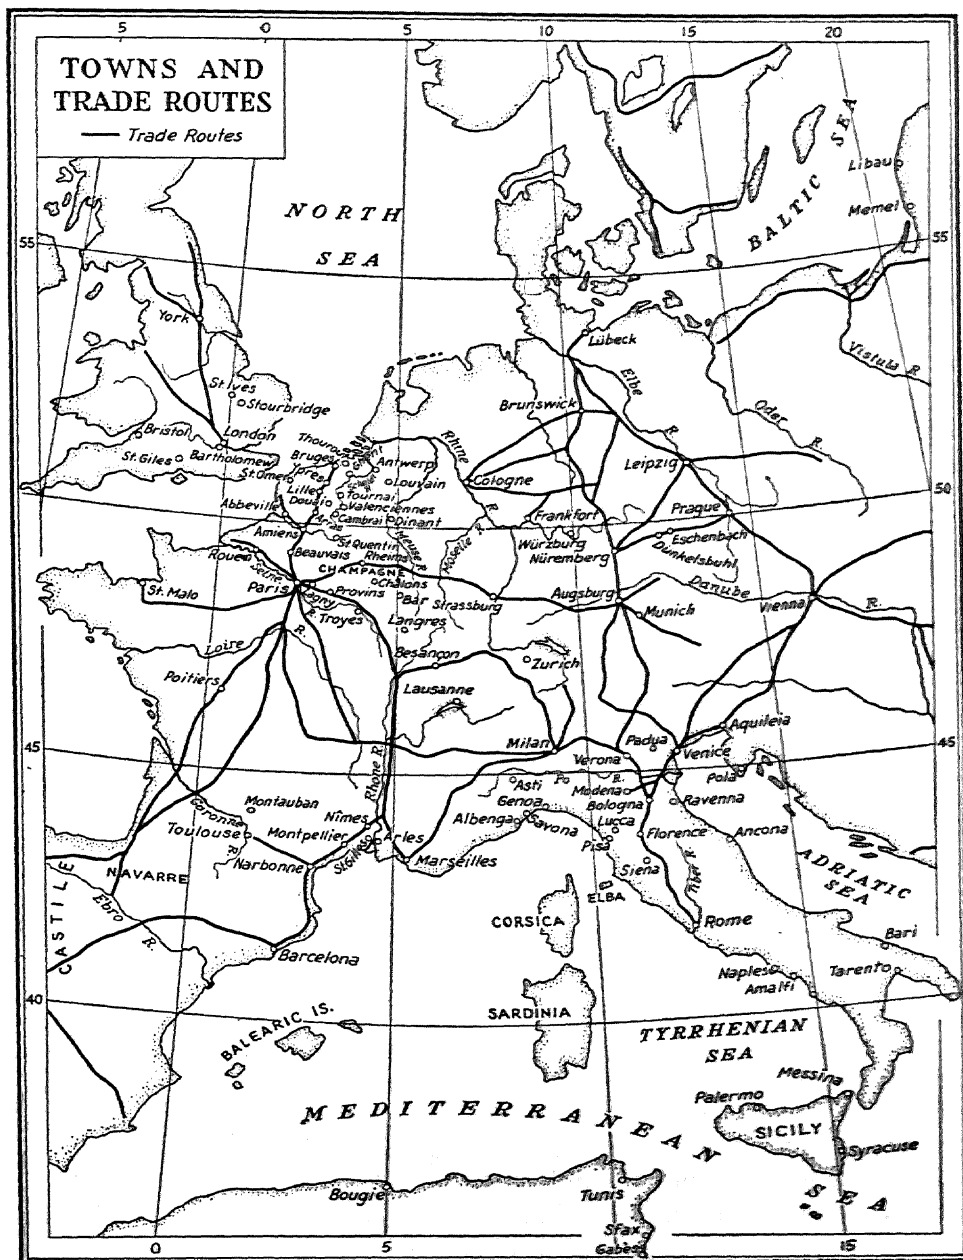 5 0 5 10 15 20
TOWNS AND
TRADE ROUTES
Trade Routes
BALTIC SEA
Libau
Memel
NORTH
SEA
55
55
York
Lübeck
Vistula R.
Elbe
R.
Oder
R.
St Ives
Stourbridge
Brunswick
Bristol
London
Thourout
Bruges
Ghent
Antwerp
Rhine
R.
Leipzig
St. Giles
Bartholomew
Ypres
Louvain
Cologne
50
50
St. Omer
Lille
Tournai
Douai
Valenciennes
Abbeville
Arras
Cambrai
Dinant
Frankfort
Prague
Amiens
St Quentin
Meuse R.
Moselle R.
Würzburg
Eschenbach
Rouen
Beauvais
Rheims
Nüremberg
Dunkelsbuhl
Seine
CHAMPAGNE
Chalons
St. Malo
Paris
Lagny
Provins
Bar
Strassburg
Augsburg
Danube
R.
Vienna
R.
Troyes
Munich
Loire
R.
Langres
Besançon
Zurich
Poitiers
Lausanne
Aquileia
45
45
Milan
Padua
Venice
Verona
Rhone R.
Asti
Po
R.
Modena
Pola
Garonne
R.
Montauban
Genoa
Bologna
Ravenna
Toulouse
Nîmes
Albenga
Savona
Lucca
Montpellier
Arles
Pisa
Florence
Ancona
St. Gilles
Narbonne
Marseilles
Siena
Tiber R.
NAVARRE
ADRIATIC
SEA
CASTILE
Ebro
R.
ELBA
CORSICA
Rome
Barcelona
Bari
Naples
Tarento
Amalfi
40
40
BALEARIC IS.
SARDINIA
TYRRHENIAN
SEA
Messina
Palermo
MEDITERRANEAN
SEA
SICILY
Syracuse
Bougie
Tunis
Sfax
Gabès
0 5 15